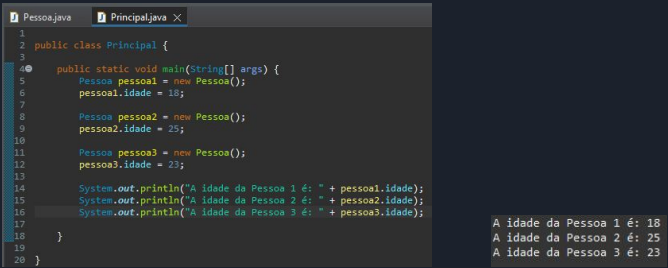 Pessoa.java Principal.java
1
2 public class Principal {
3
4 public static void main(String[] args) {
5 Pessoa pessoa1 = new Pessoa();
6 pessoa1.idade = 18;
7
8 Pessoa pessoa2 = new Pessoa();
9 pessoa2.idade = 25;
10
11 Pessoa pessoa3 = new Pessoa();
12 pessoa3.idade = 23;
13
14 System.out.println("A idade da Pessoa 1 é: " + pessoa1.idade);
15 System.out.println("A idade da Pessoa 2 é: " + pessoa2.idade);
16 System.out.println("A idade da Pessoa 3 é: " + pessoa3.idade);
17
18 }
19
20 }
A idade da Pessoa 1 é: 18
A idade da Pessoa 2 é: 25
A idade da Pessoa 3 é: 23